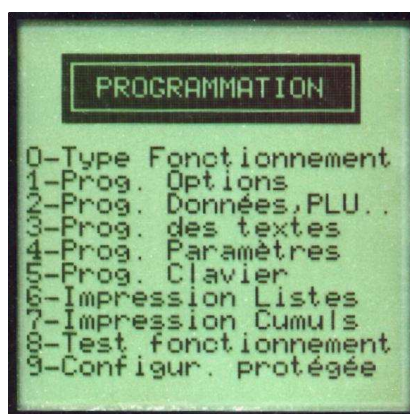 PROGRAMMATION
0-Type Fonctionnement
1-Prog. Options
2-Prog. Données,PLU..
3-Prog. des textes
4-Prog. Paramètres
5-Prog. Clavier
6-Impression Listes
7-Impression Cumuls
8-Test fonctionnement
9-Configur. protégée